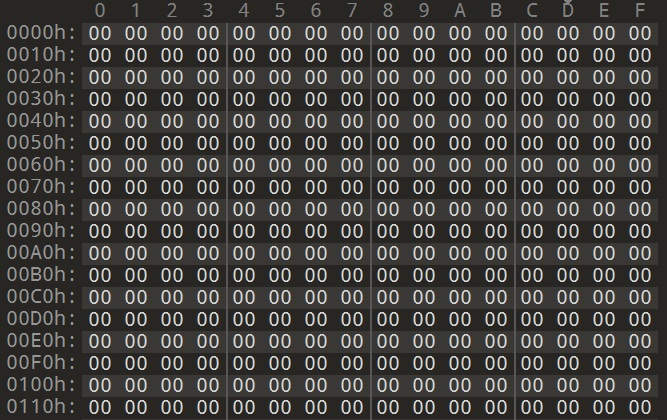 0 1 2 3 4 5 6 7 8 9 A B C D E F
0000h: 00 00 00 00 00 00 00 00 00 00 00 00 00 00 00 00
0010h: 00 00 00 00 00 00 00 00 00 00 00 00 00 00 00 00
0020h: 00 00 00 00 00 00 00 00 00 00 00 00 00 00 00 00
0030h: 00 00 00 00 00 00 00 00 00 00 00 00 00 00 00 00
0040h: 00 00 00 00 00 00 00 00 00 00 00 00 00 00 00 00
0050h: 00 00 00 00 00 00 00 00 00 00 00 00 00 00 00 00
0060h: 00 00 00 00 00 00 00 00 00 00 00 00 00 00 00 00
0070h: 00 00 00 00 00 00 00 00 00 00 00 00 00 00 00 00
0080h: 00 00 00 00 00 00 00 00 00 00 00 00 00 00 00 00
0090h: 00 00 00 00 00 00 00 00 00 00 00 00 00 00 00 00
00A0h: 00 00 00 00 00 00 00 00 00 00 00 00 00 00 00 00
00B0h: 00 00 00 00 00 00 00 00 00 00 00 00 00 00 00 00
00C0h: 00 00 00 00 00 00 00 00 00 00 00 00 00 00 00 00
00D0h: 00 00 00 00 00 00 00 00 00 00 00 00 00 00 00 00
00E0h: 00 00 00 00 00 00 00 00 00 00 00 00 00 00 00 00
00F0h: 00 00 00 00 00 00 00 00 00 00 00 00 00 00 00 00
0100h: 00 00 00 00 00 00 00 00 00 00 00 00 00 00 00 00
0110h: 00 00 00 00 00 00 00 00 00 00 00 00 00 00 00 00